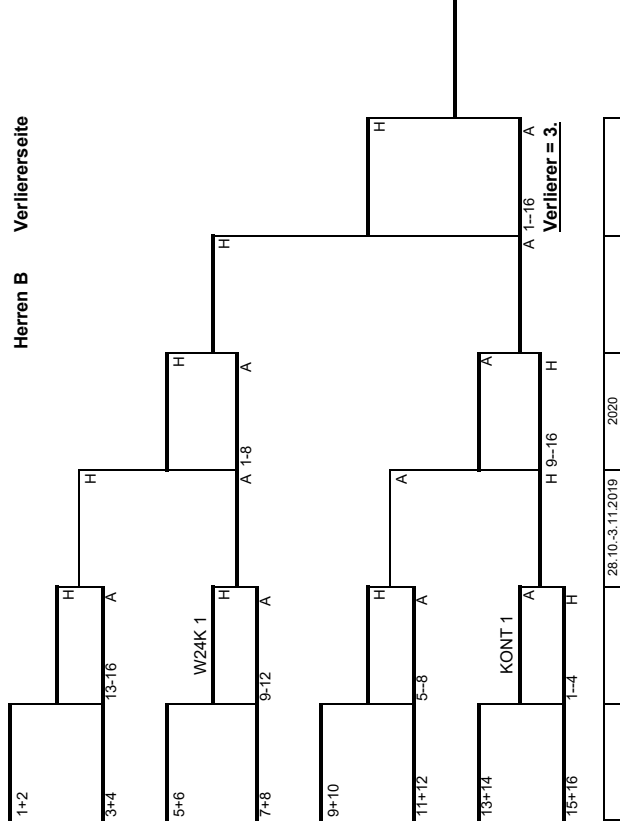 Herren B Verliererseite
1+2
H
3+4
13-16
A
H
5+6
W24K 1
H
7+8
9-12
A
A 1-8
A
H
H
9+10
H
11+12
5--8
A
A
13+14
KONT 1
A
15+16
1--4
H
H 9--16
H
A
A 1--16
A
H
Verlierer = 3.
28.10.-3.11.2019
2020